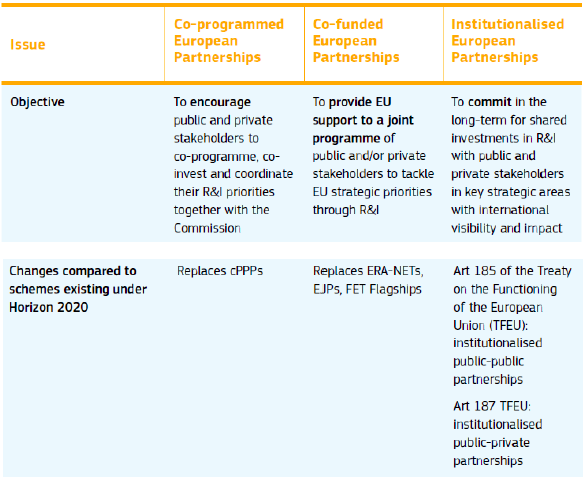 Issue
Co-programmed
European
Partnerships
Co-funded
European
Partnerships
Institutionalised
European
Partnerships
Objective
To encourage
public and private
stakeholders to
co-programme, co-
invest and coordinate
their R&I priorities
together with the
Commission
To provide EU
support to a joint
programme of
public and/or private
stakeholders to tackle
EU strategic priorities
through R&I
To commit in the
long-term for shared
investments in R&I
with public and
private stakeholders
in key strategic areas
with international
visibility and impact
Changes compared to
schemes existing under
Horizon 2020
Replaces cPPPs
Replaces ERA-NETs,
EJPs, FET Flagships
Art 185 of the Treaty
on the Functioning
of the European
Union (TFEU):
institutionalised
public-public
partnerships
Art 187 TFEU:
institutionalised
public-private
partnerships